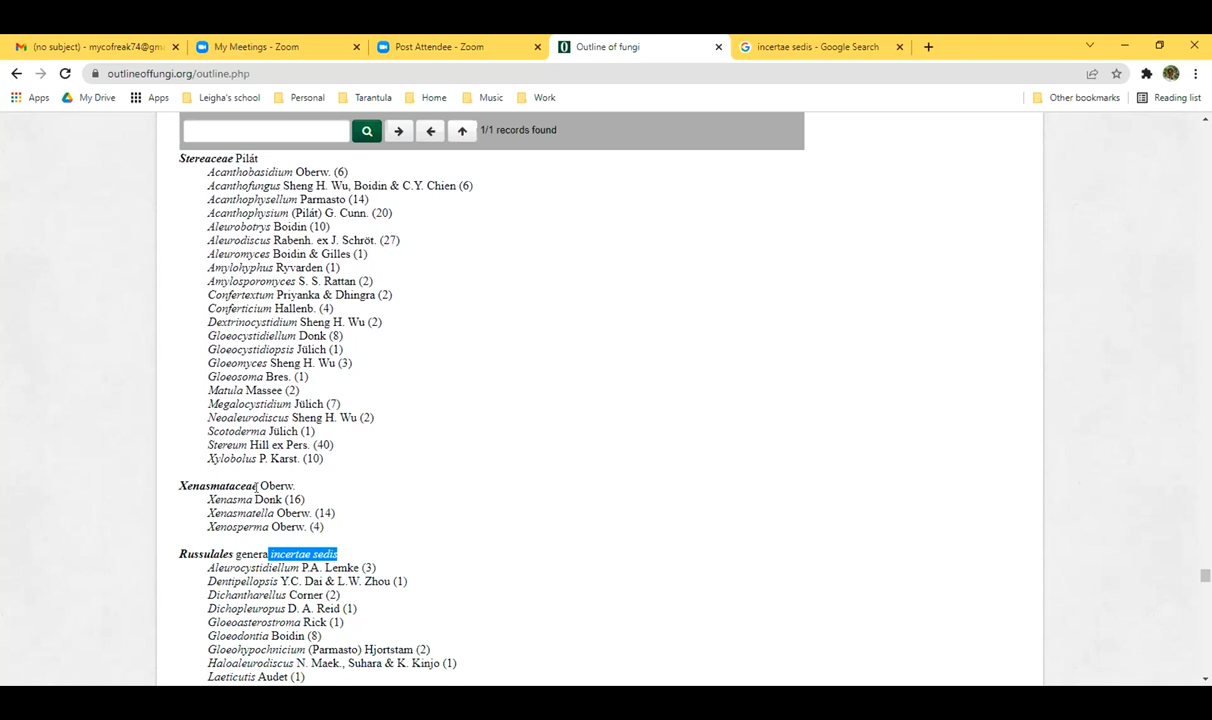 (no subject) - mycofreak74@gm
My Meetings - Zoom
Post Attendee - Zoom
Outline of fungi
incertae sedis - Google Search
outlineoffungi.org/outline.php
Apps
My Drive
Apps
Leigha's school
Personal
Tarantula
Home
Music
Work
Other bookmarks
Reading list
1/1 records found
Stereaceae Pilát
Acanthobasidium Oberw. (6)
Acanthofungus Sheng H. Wu, Boidin & C.Y. Chien (6)
Acanthophysellum Parmasto (14)
Acanthophysium (Pilát) G. Cunn. (20)
Aleurobotrys Boidin (10)
Aleurodiscus Rabenh. ex J. Schröt. (27)
Aleuromyces Boidin & Gilles (1)
Amylohyphus Ryvarden (1)
Amylosporomyces S. S. Rattan (2)
Confertextum Priyanka & Dhingra (2)
Conferticium Hallenb. (4)
Dextrinocystidium Sheng H. Wu (2)
Gloeocystidiellum Donk (8)
Gloeocystidiopsis Jülich (1)
Gloeomyces Sheng H. Wu (3)
Gloeosoma Bres. (1)
Matula Massee (2)
Megalocystidium Jülich (7)
Neoaleurodiscus Sheng H. Wu (2)
Scotoderma Jülich (1)
Stereum Hill ex Pers. (40)
Xylobolus P. Karst. (10)
Xenasmataceae Oberw.
Xenasma Donk (16)
Xenasmatella Oberw. (14)
Xenosperma Oberw. (4)
Russulales genera incertae sedis
Aleurocystidiellum P.A. Lemke (3)
Dentipellopsis Y.C. Dai & L.W. Zhou (1)
Dichantharellus Corner (2)
Dichopleuropus D. A. Reid (1)
Gloeoasterostroma Rick (1)
Gloeodontia Boidin (8)
Gloeohypochnicium (Parmasto) Hjortstam (2)
Haloaleurodiscus N. Maek., Suhara & K. Kinjo (1)
Laeticutis Audet (1)